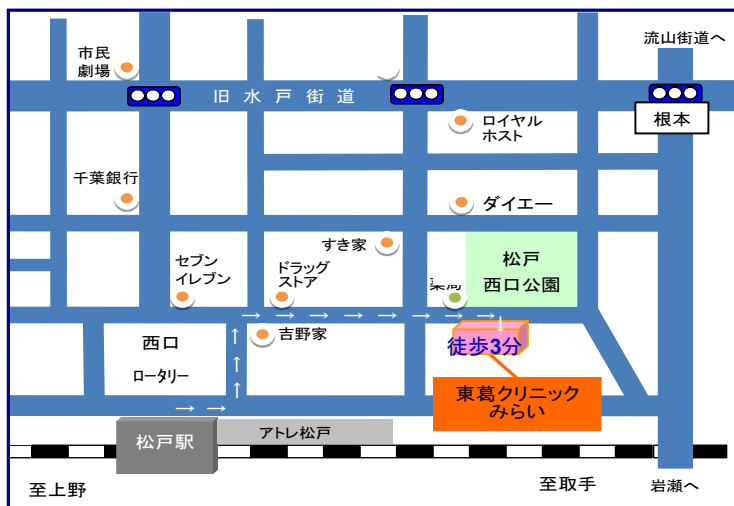 流山街道へ
市民
劇場
旧水戸街道
ロイヤル
ホスト
根本
千葉銀行
ダイエー
すき家
セブン
イレブン
ドラッグ
ストア
薬局
松戸
西口公園
西口
ロータリー
吉野家
徒歩3分
東葛クリニック
みらい
アトレ松戸
松戸駅
至上野
至取手
岩瀬へ